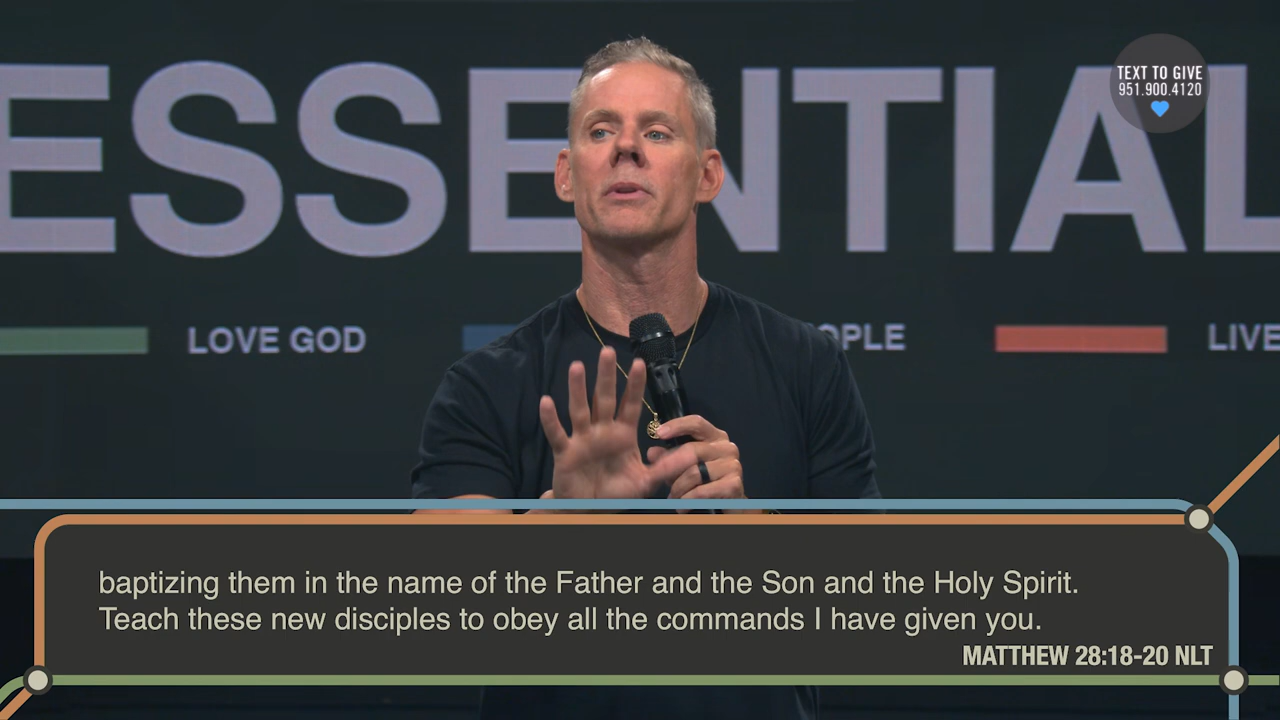 ESSENTIAL
TEXT TO GIVE
951.900.4120
LOVE GOD
LIVE
baptizing them in the name of the Father and the Son and the Holy Spirit.
Teach these new disciples to obey all the commands I have given you.
MATTHEW 28:18-20 NLT